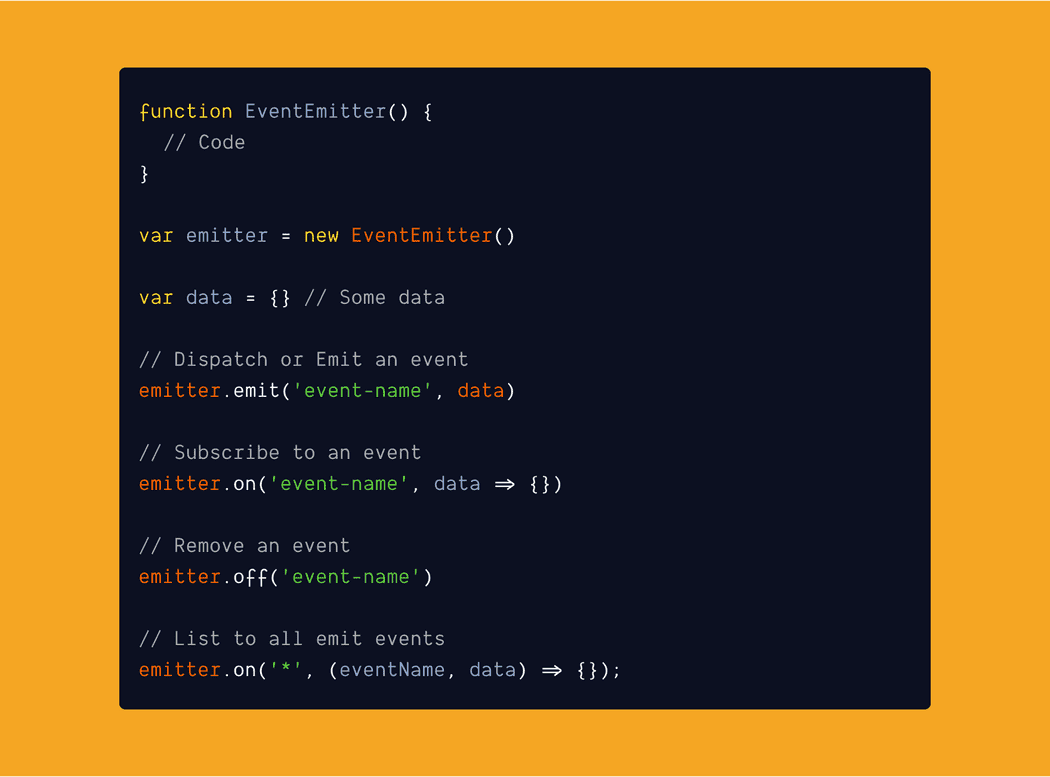 function EventEmitter() {
  // Code
}
var emitter = new EventEmitter()
var data = {} // Some data
// Dispatch or Emit an event
emitter.emit('event-name', data)
// Subscribe to an event
emitter.on('event-name', data => {})
// Remove an event
emitter.off('event-name')
// List to all emit events
emitter.on('*', (eventName, data) => {});